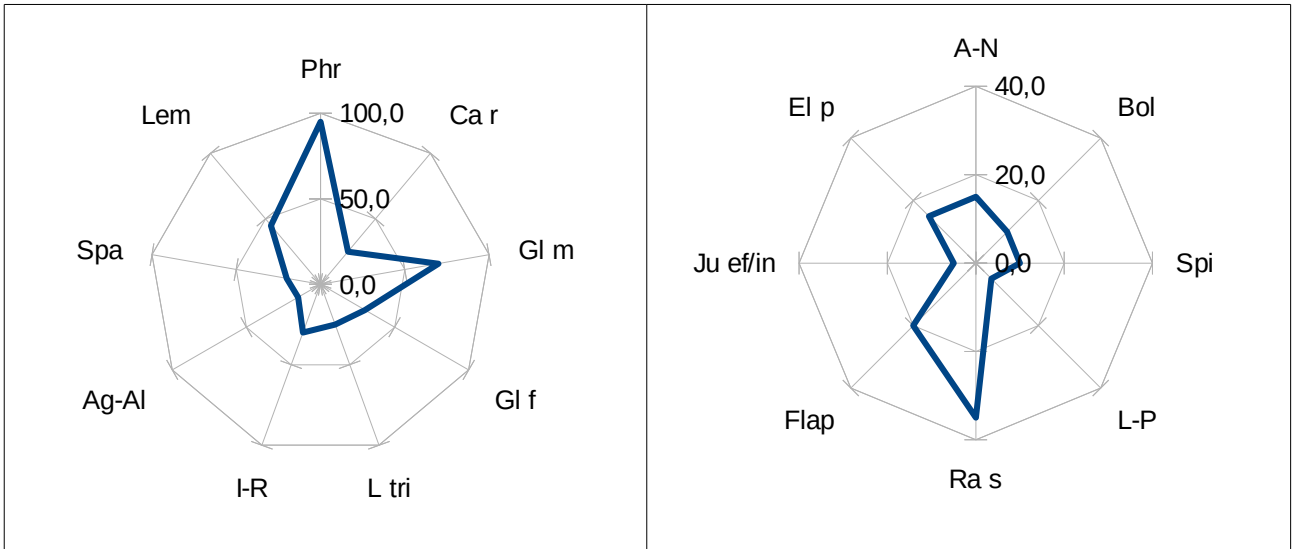 Phr
100,0
Lem
Ca r
50,0
Spa
Gl m
0,0
Ag-Al
Gl f
I-R
L tri
A-N
40,0
El p
Bol
20,0
Ju ef/in
0,0
Spi
Flap
L-P
Ra s